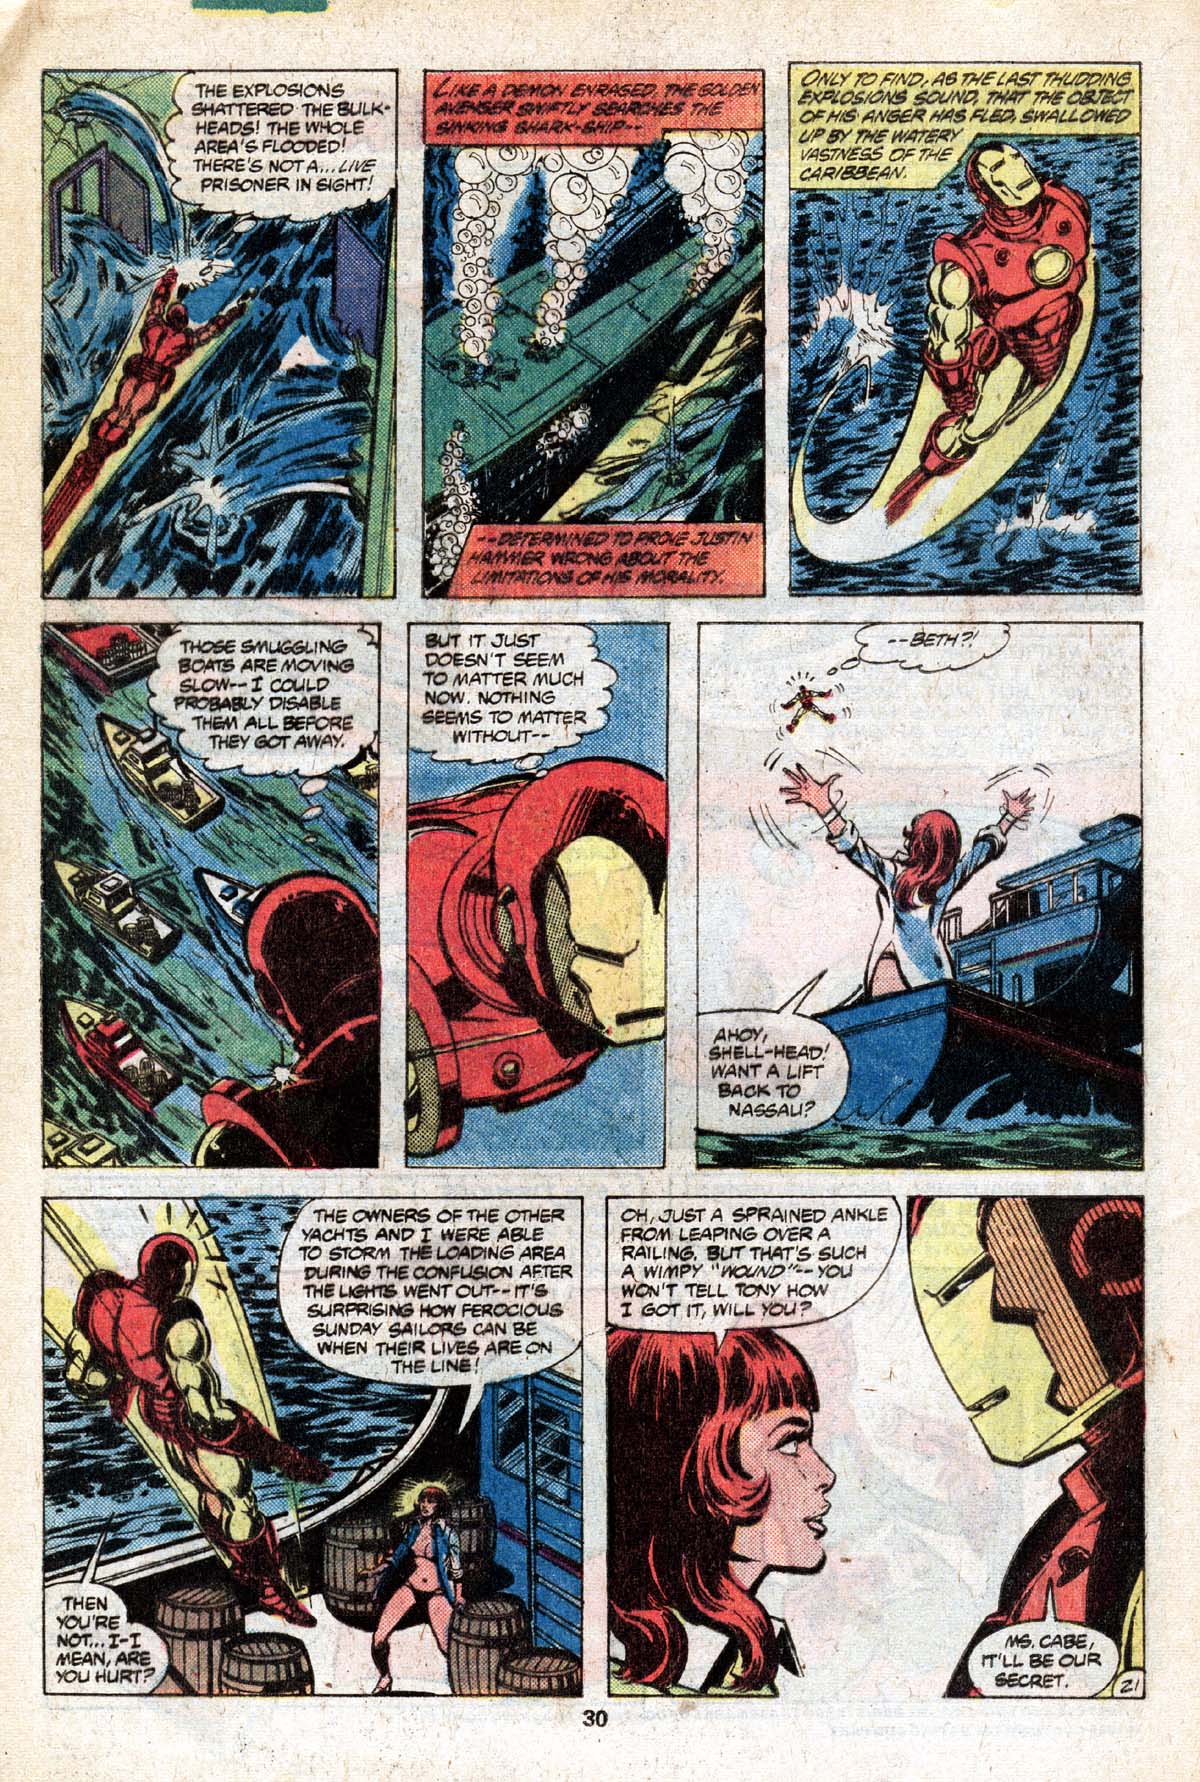 THE EXPLOSIONS
SHATTERED THE BULK-
HEADS! THE WHOLE
AREA'S FLOODED!
THERE'S NOT A... LIVE
PRISONER IN SIGHT!
LIKE A DEMON ENRAGED, THE GOLDEN
AVENGER SWIFTLY SEARCHES THE
SINKING SHARK-SHIP--
--DETERMINED TO PROVE JUSTIN
HAMMER WRONG ABOUT THE
LIMITATIONS OF HIS MORALITY.
ONLY TO FIND, AS THE LAST THUDDING
EXPLOSIONS SOUND, THAT THE OBJECT
OF HIS ANGER HAS FLED, SWALLOWED
UP BY THE WATERY
VASTNESS OF THE
CARIBBEAN.
THOSE SMUGGLING
BOATS ARE MOVING
SLOW-- I COULD
PROBABLY DISABLE
THEM ALL BEFORE
THEY GOT AWAY.
BUT IT JUST
DOESN'T SEEM
TO MATTER MUCH
NOW. NOTHING
SEEMS TO MATTER
WITHOUT--
--BETH?!
AHOY,
SHELL-HEAD!
WANT A LIFT
BACK TO
NASSAU?
THEN
YOU'RE
NOT... I-I
MEAN, ARE
YOU HURT?
THE OWNERS OF THE OTHER
YACHTS AND I WERE ABLE
TO STORM THE LOADING AREA
DURING THE CONFUSION AFTER
THE LIGHTS WENT OUT-- IT'S
SURPRISING HOW FEROCIOUS
SUNDAY SAILORS CAN BE
WHEN THEIR LIVES ARE ON
THE LINE!
OH, JUST A SPRAINED ANKLE
FROM LEAPING OVER A
RAILING, BUT THAT'S SUCH
A WIMPY "WOUND"-- YOU
WON'T TELL TONY HOW
I GOT IT, WILL YOU?
MS. CABE,
IT'LL BE OUR
SECRET.
21
30